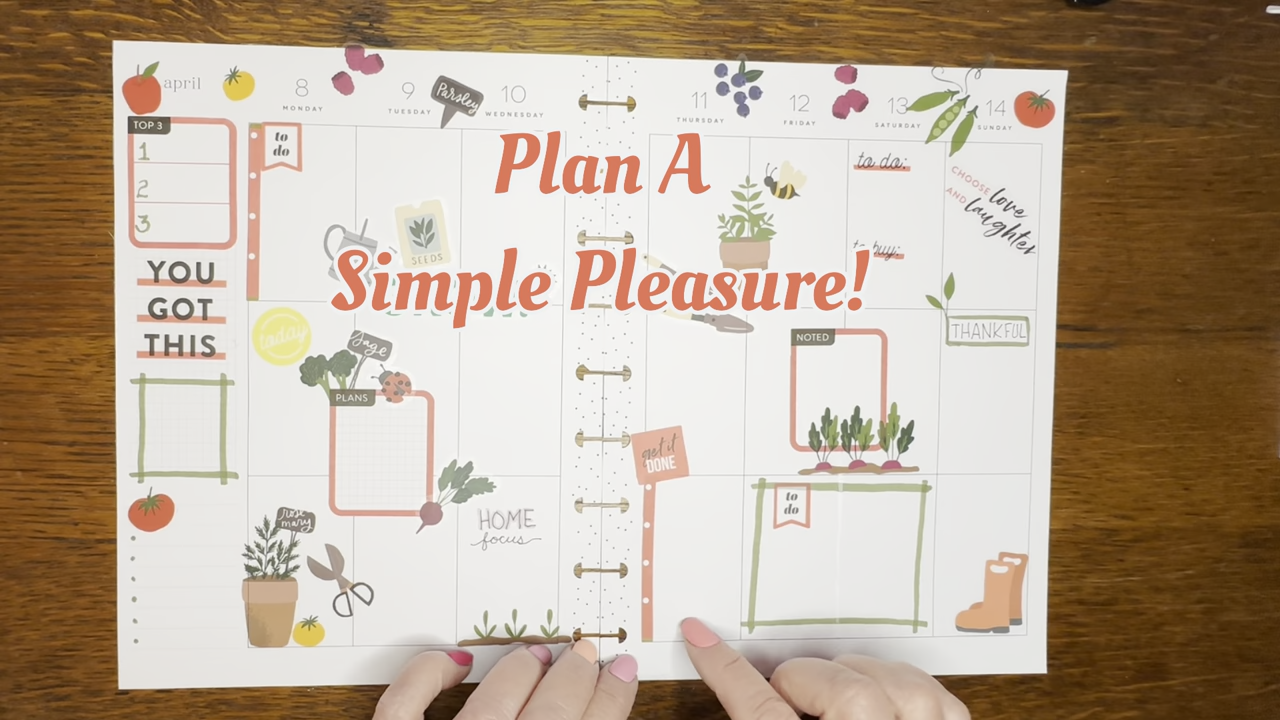 Plan A
Simple Pleasure!
april
8
MONDAY
9
TUESDAY
10
WEDNESDAY
Parsley
11
THURSDAY
12
FRIDAY
13
SATURDAY
14
SUNDAY
TOP 3
1
2
3
to
do
SEEDS
to do:
to buy:
CHOOSE love
AND laughter
YOU
GOT
THIS
today
Sage
PLANS
NOTED
THANKFUL
get it
DONE
to
do
rose
mary
HOME
focus